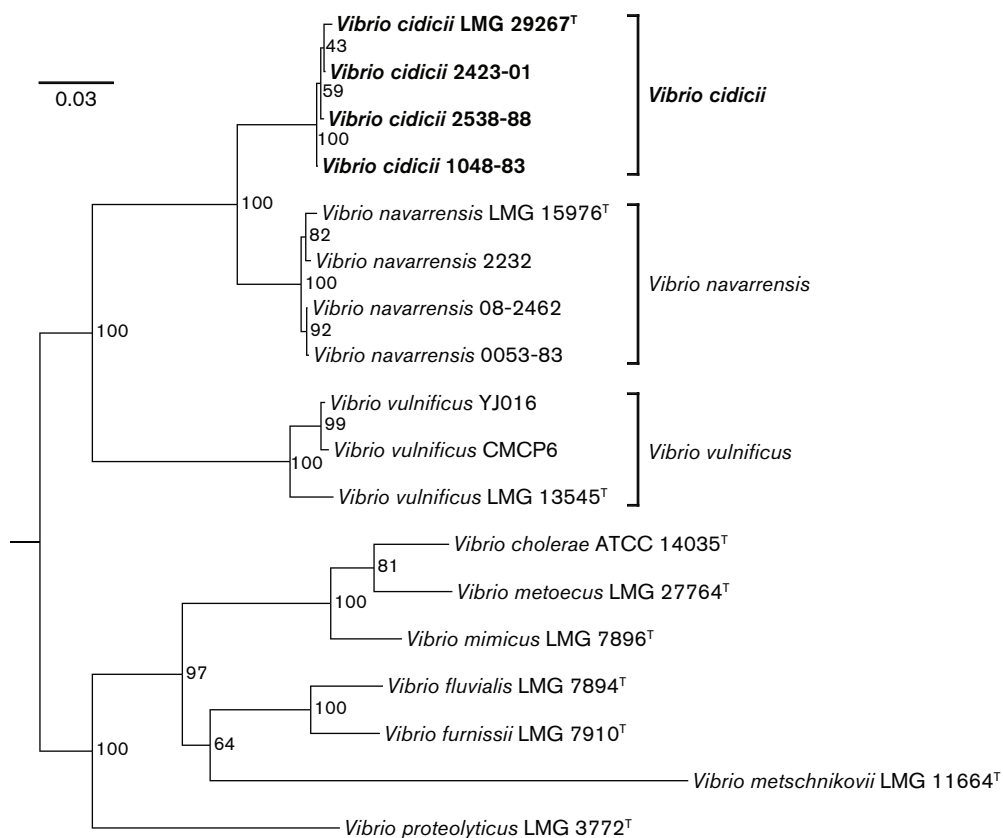 Vibrio cidicii LMG 29267ᵀ
43
0.03
Vibrio cidicii 2423-01
59
Vibrio cidicii
Vibrio cidicii 2538-88
100
Vibrio cidicii 1048-83
100
Vibrio navarrensis LMG 15976ᵀ
82
Vibrio navarrensis 2232
100
Vibrio navarrensis
Vibrio navarrensis 08-2462
92
100
Vibrio navarrensis 0053-83
Vibrio vulnificus YJ016
99
Vibrio vulnificus CMCP6
Vibrio vulnificus
100
Vibrio vulnificus LMG 13545ᵀ
Vibrio cholerae ATCC 14035ᵀ
81
Vibrio metoecus LMG 27764ᵀ
100
Vibrio mimicus LMG 7896ᵀ
97
Vibrio fluvialis LMG 7894ᵀ
100
Vibrio furnissii LMG 7910ᵀ
64
100
Vibrio metschnikovii LMG 11664ᵀ
Vibrio proteolyticus LMG 3772ᵀ